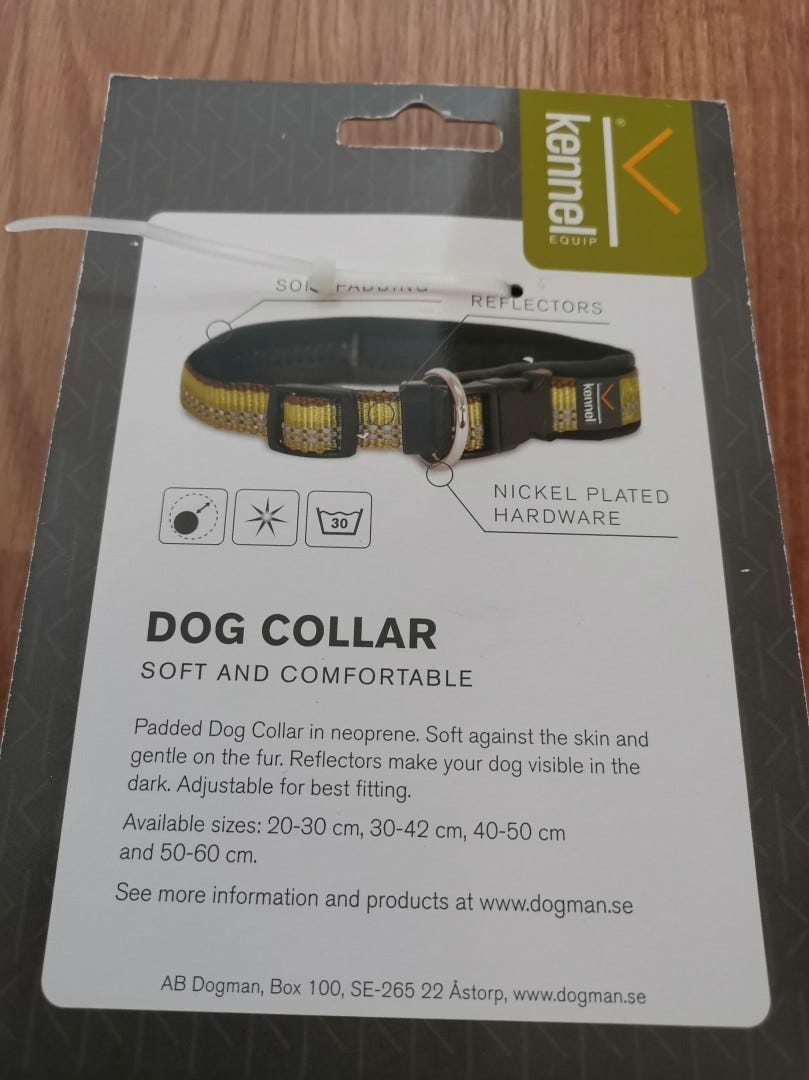 kennel®
EQUIP
SOFT PADDING
REFLECTORS
kennel
NICKEL PLATED
HARDWARE
30
DOG COLLAR
SOFT AND COMFORTABLE
Padded Dog Collar in neoprene. Soft against the skin and
gentle on the fur. Reflectors make your dog visible in the
dark. Adjustable for best fitting.
Available sizes: 20-30 cm, 30-42 cm, 40-50 cm
and 50-60 cm.
See more information and products at www.dogman.se
AB Dogman, Box 100, SE-265 22 Åstorp, www.dogman.se